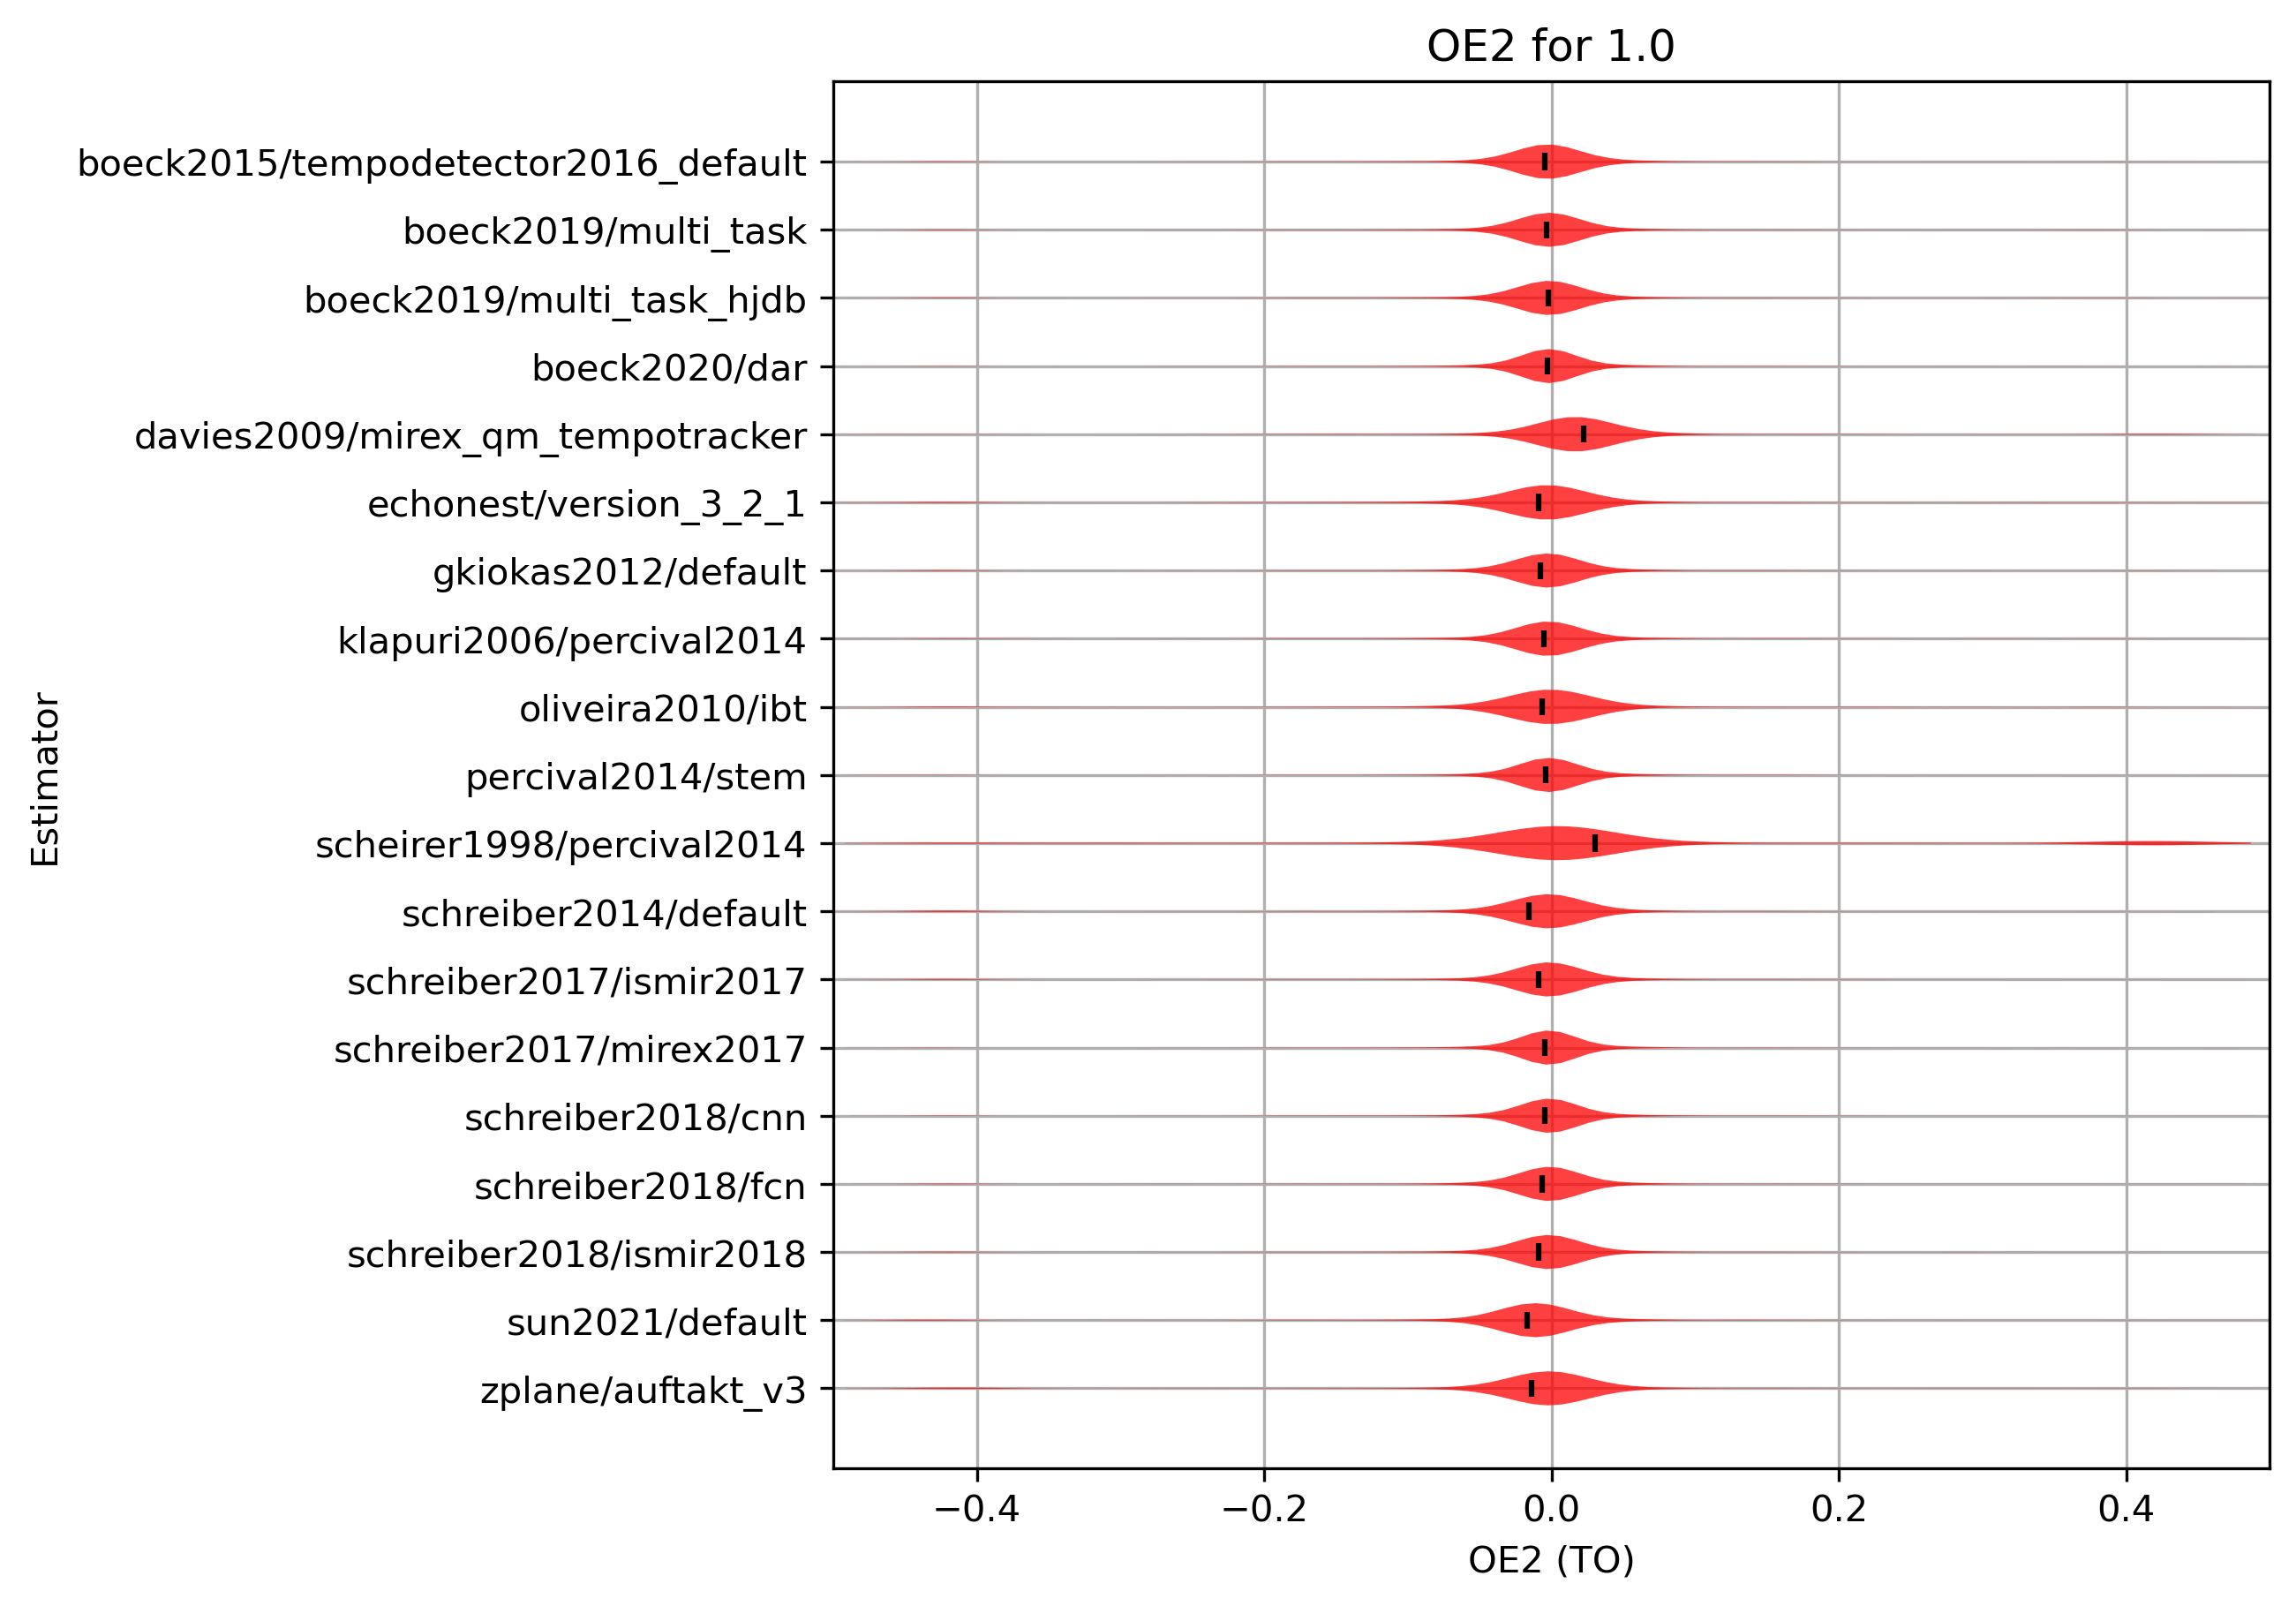 OE2 for 1.0
boeck2015/tempodetector2016_default
boeck2019/multi_task
boeck2019/multi_task_hjdb
boeck2020/dar
davies2009/mirex_qm_tempotracker
echonest/version_3_2_1
gkiokas2012/default
klapuri2006/percival2014
oliveira2010/ibt
percival2014/stem
scheirer1998/percival2014
schreiber2014/default
schreiber2017/ismir2017
schreiber2017/mirex2017
schreiber2018/cnn
schreiber2018/fcn
schreiber2018/ismir2018
sun2021/default
zplane/auftakt_v3
Estimator
−0.4 −0.2 0.0 0.2 0.4
OE2 (TO)